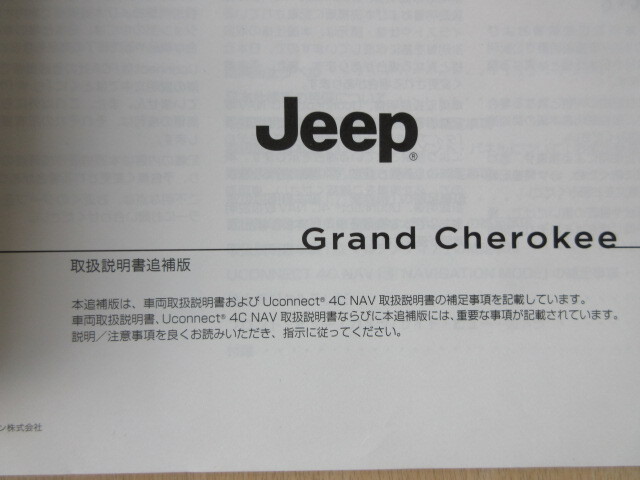 Jeep®
Grand Cherokee
取扱説明書追補版
本追補版は、車両取扱説明書およびUconnect® 4C NAV 取扱説明書の補足事項を記載しています。
車両取扱説明書、Uconnect® 4C NAV 取扱説明書ならびに本追補版には、重要な事項が記載されています。
説明／注意事項を良くお読みいただき、指示に従ってください。
ン株式会社